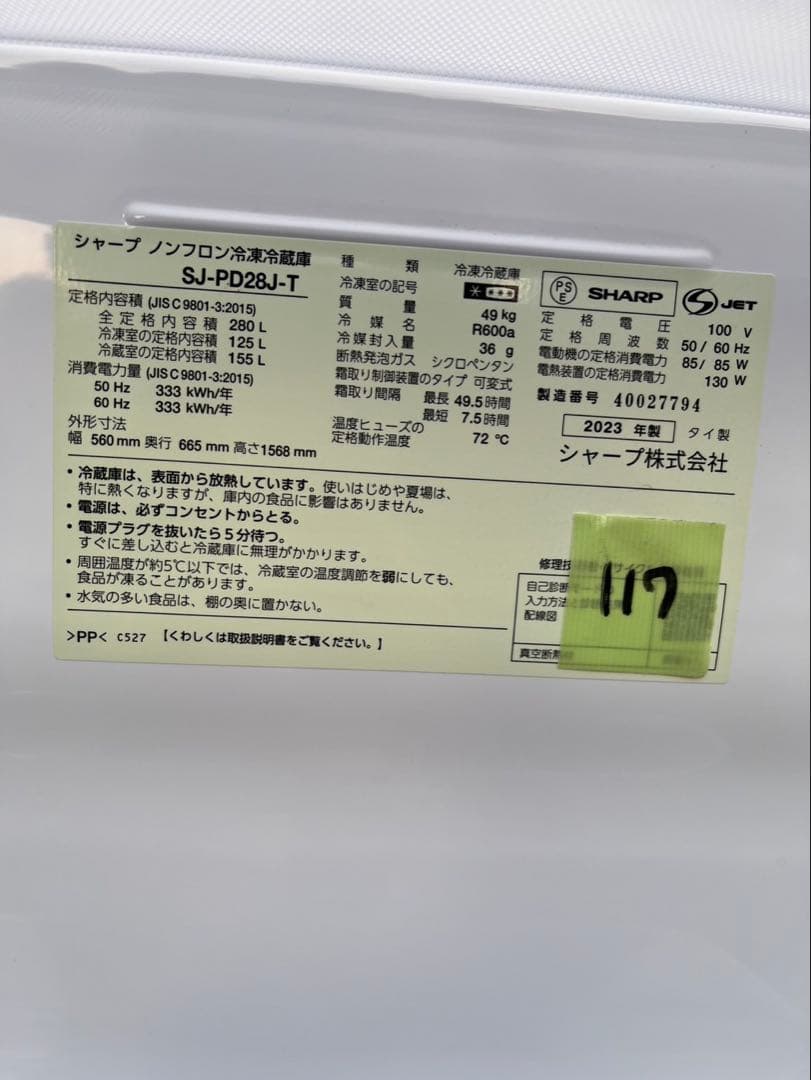 シャープ ノンフロン冷凍冷蔵庫
SJ-PD28J-T
定格内容積 (JIS C 9801-3:2015)
全定格内容積 280 L
冷凍室の定格内容積 125 L
冷蔵室の定格内容積 155 L
消費電力量 (JIS C 9801-3:2015)
50 Hz 333 kWh/年
60 Hz 333 kWh/年
外形寸法
幅 560 mm 奥行 665 mm 高さ 1568 mm
種類 冷凍冷蔵庫
冷凍室の記号
質量 49 kg
冷媒名 R600a
冷媒封入量 36 g
断熱発泡ガス シクロペンタン
霜取り制御装置のタイプ 可変式
霜取り間隔 最長 49.5時間
最短 7.5時間
温度ヒューズの
定格動作温度 72 ℃
PS
E
SHARP
JET
定格電圧 100 V
定格周波数 50 / 60 Hz
電動機の定格消費電力 85 / 85 W
電熱装置の定格消費電力 130 W
製造番号 40027794
2023 年製 タイ製
シャープ株式会社
・冷蔵庫は、表面から放熱しています。使いはじめや夏場は、
特に熱くなりますが、庫内の食品に影響はありません。
・電源は、必ずコンセントからとる。
・電源プラグを抜いたら5分待つ。
すぐに差し込むと冷蔵庫に無理がかかります。
・周囲温度が約5℃以下では、冷蔵室の温度調節を弱にしても、
食品が凍ることがあります。
・水気の多い食品は、棚の奥に置かない。
>PP< C527 【くわしくは取扱説明書をご覧ください。】
修理技
自己診断
入力方法
配線図
真空断熱
117